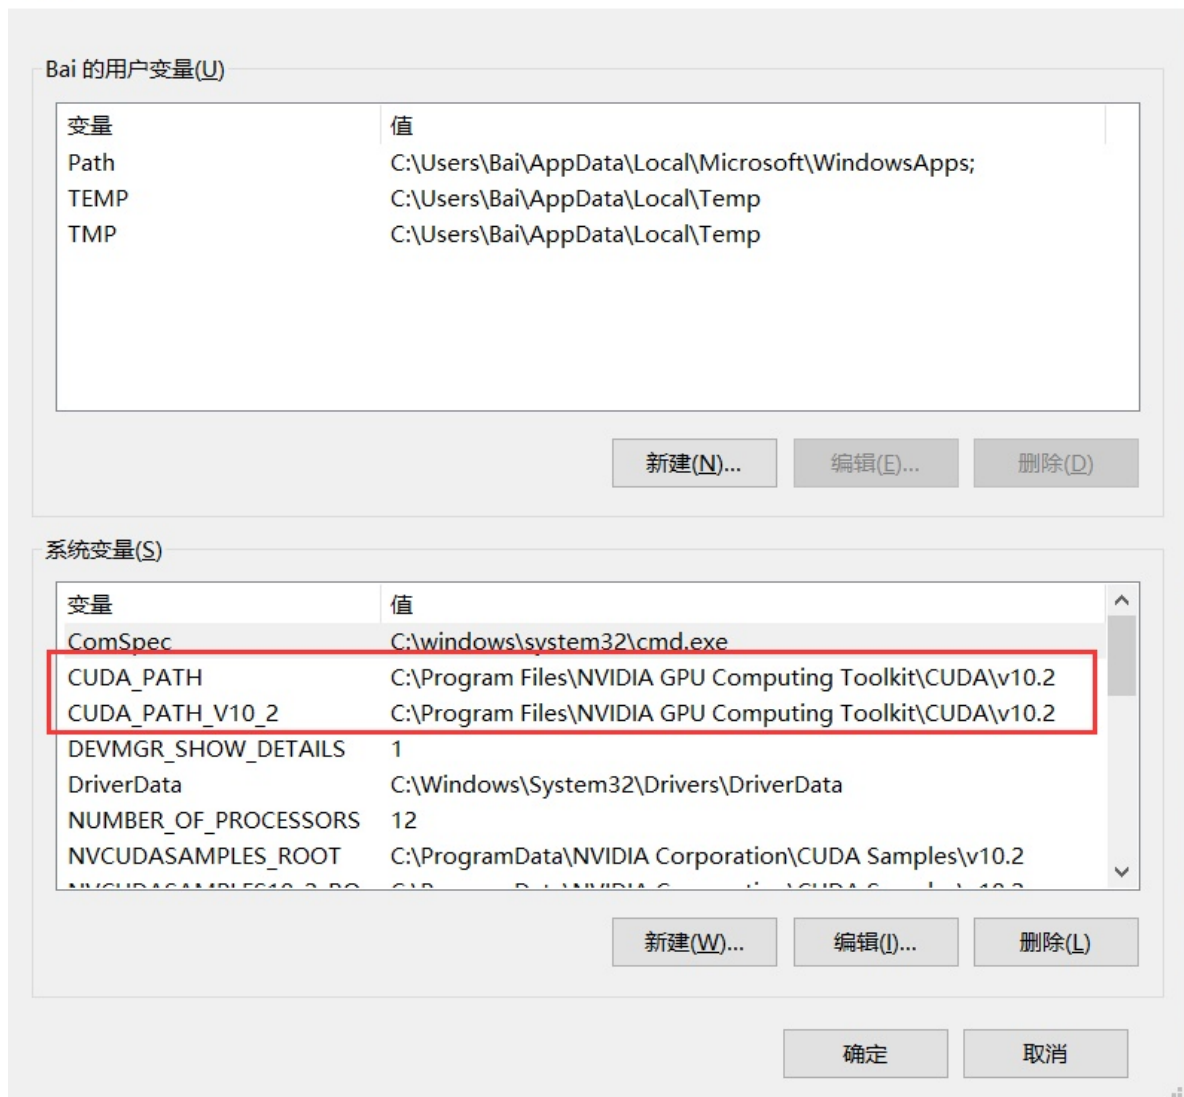 Bai 的用户变量(U)
变量 值
Path C:\Users\Bai\AppData\Local\Microsoft\WindowsApps;
TEMP C:\Users\Bai\AppData\Local\Temp
TMP C:\Users\Bai\AppData\Local\Temp
新建(N)... 编辑(E)... 删除(D)
系统变量(S)
变量 值
ComSpec C:\windows\system32\cmd.exe
CUDA_PATH C:\Program Files\NVIDIA GPU Computing Toolkit\CUDA\v10.2
CUDA_PATH_V10_2 C:\Program Files\NVIDIA GPU Computing Toolkit\CUDA\v10.2
DEVMGR_SHOW_DETAILS 1
DriverData C:\Windows\System32\Drivers\DriverData
NUMBER_OF_PROCESSORS 12
NVCUDASAMPLES_ROOT C:\ProgramData\NVIDIA Corporation\CUDA Samples\v10.2
新建(W)... 编辑(I)... 删除(L)
确定 取消